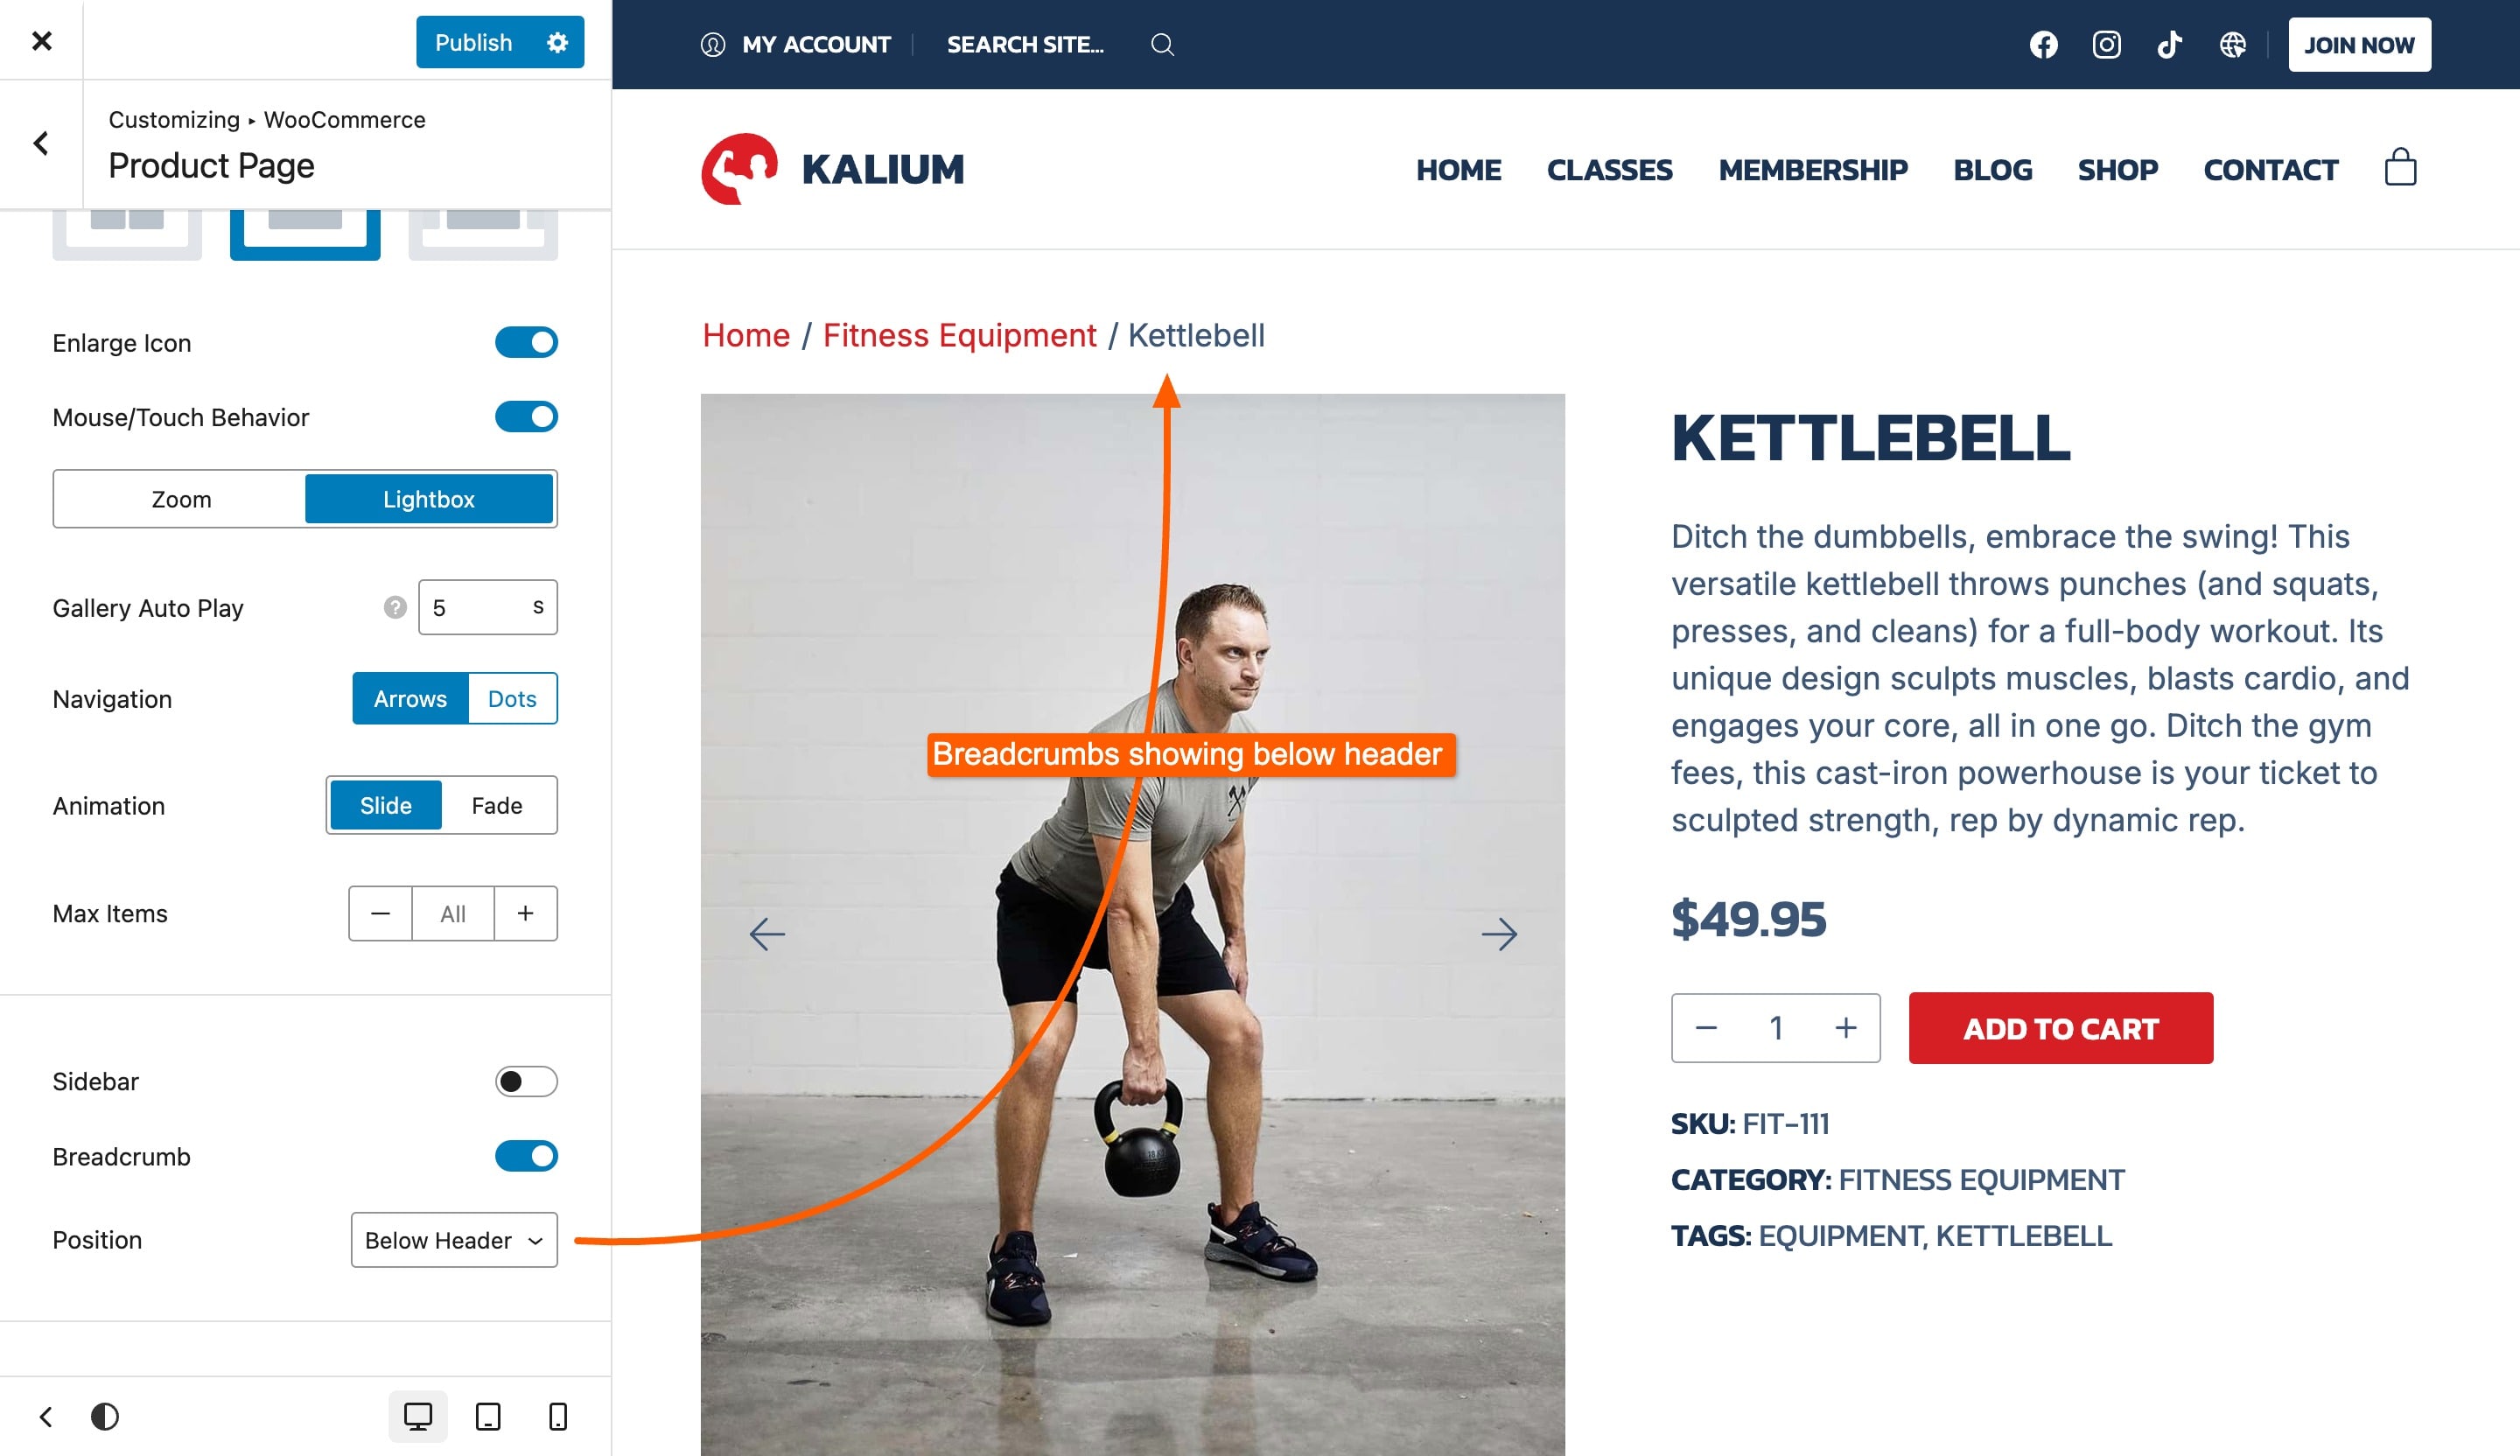 Publish
Customizing ▸ WooCommerce
Product Page
Enlarge Icon
Mouse/Touch Behavior
Zoom
Lightbox
Gallery Auto Play
?
5
s
Navigation
Arrows
Dots
Animation
Slide
Fade
Max Items
All
Sidebar
Breadcrumb
Position
Below Header
MY ACCOUNT
SEARCH SITE...
JOIN NOW
KALIUM
HOME
CLASSES
MEMBERSHIP
BLOG
SHOP
CONTACT
Home / Fitness Equipment / Kettlebell
Breadcrumbs showing below header
KETTLEBELL
Ditch the dumbbells, embrace the swing! This
versatile kettlebell throws punches (and squats,
presses, and cleans) for a full-body workout. Its
unique design sculpts muscles, blasts cardio, and
engages your core, all in one go. Ditch the gym
fees, this cast-iron powerhouse is your ticket to
sculpted strength, rep by dynamic rep.
$49.95
− 1 +
ADD TO CART
SKU: FIT-111
CATEGORY: FITNESS EQUIPMENT
TAGS: EQUIPMENT, KETTLEBELL